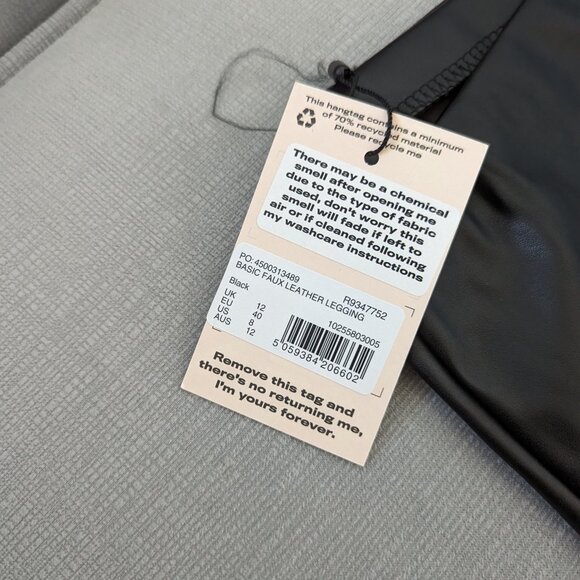 This hangtag contains a minimum
of 70% recycled material
Please recycle me
There may be a chemical
smell after opening me
due to the type of fabric
used, don't worry this
smell will fade if left to
air or if cleaned following
my washcare instructions
PO: 4500313489 R9347752
BASIC FAUX LEATHER LEGGING
Black
UK 12
EU 40
US 8
AUS 12
10255803005
5 059384 206602
Remove this tag and
there's no returning me,
I'm yours forever.